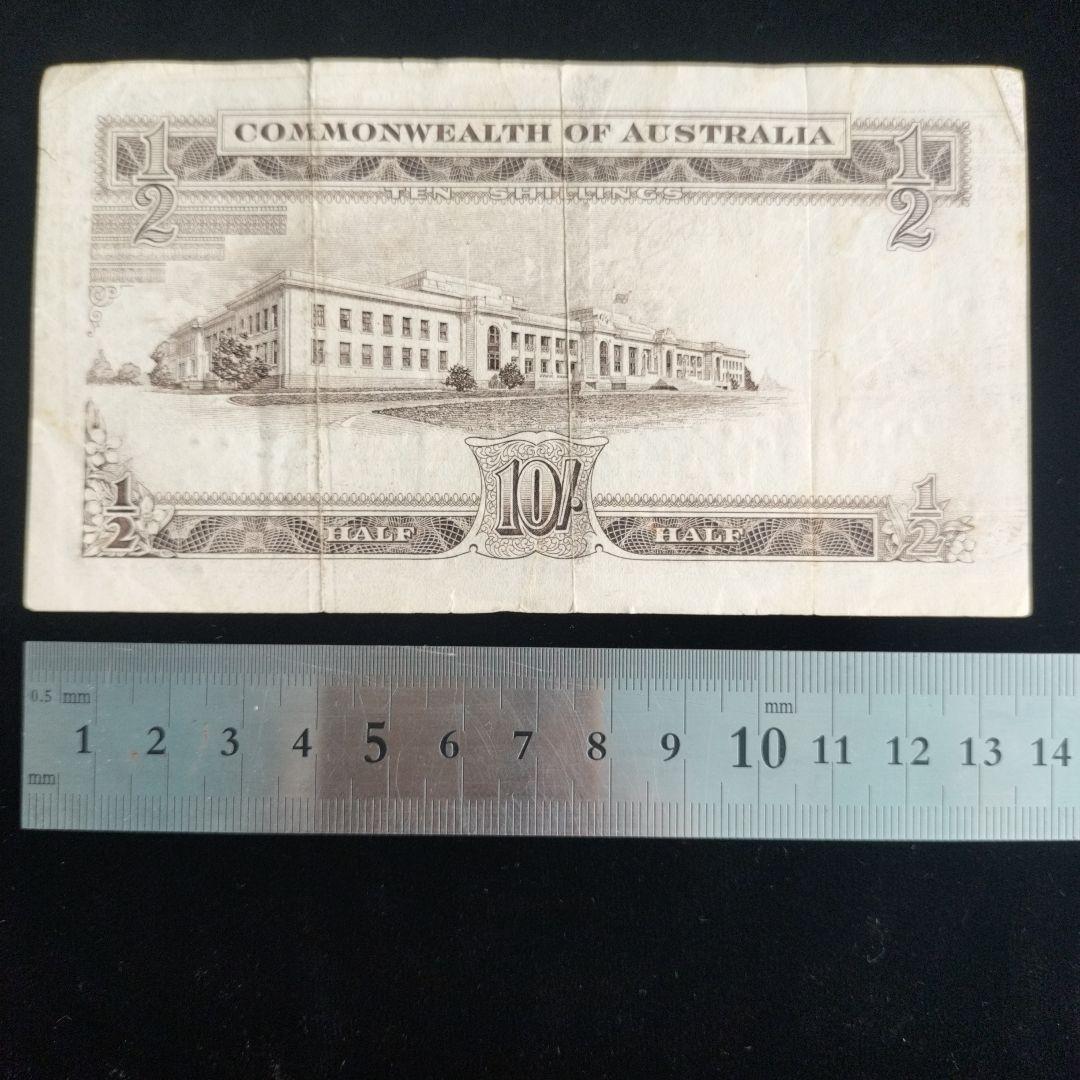 1/2 COMMONWEALTH OF AUSTRALIA 1/2
TEN SHILLINGS
1/2 HALF 10/- HALF 1/2
0.5 mm
mm
1 2 3 4 5 6 7 8 9 10 11 12 13 14
mm